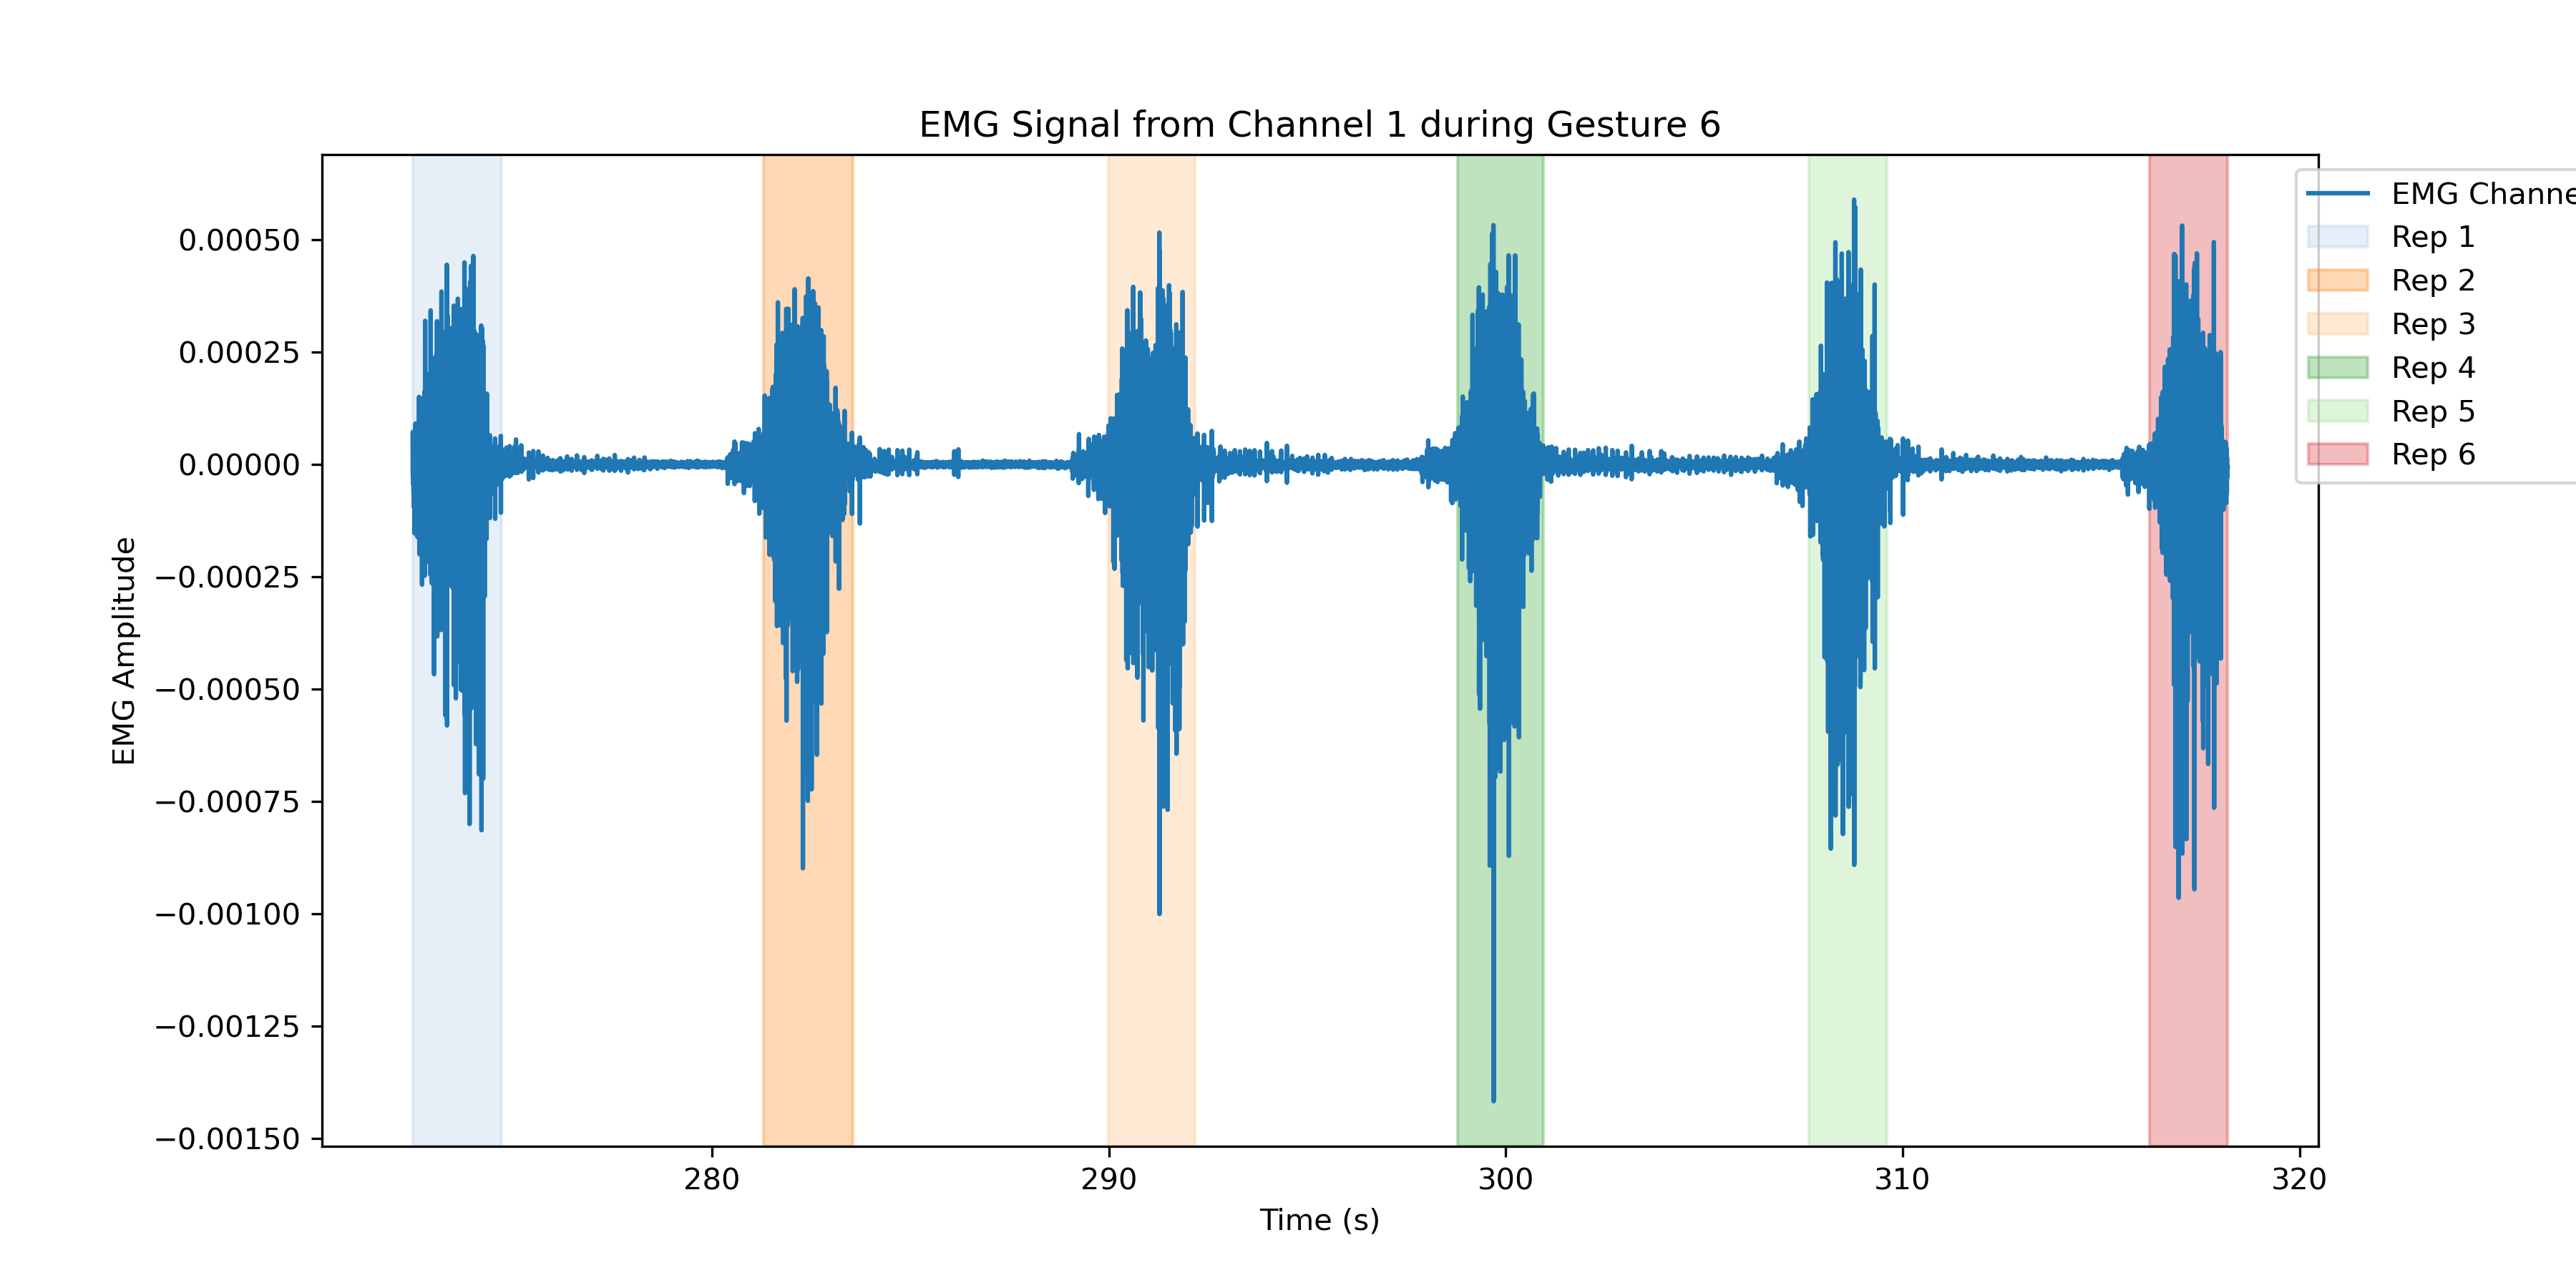 EMG Signal from Channel 1 during Gesture 6
EMG Amplitude
0.00050
0.00025
0.00000
−0.00025
−0.00050
−0.00075
−0.00100
−0.00125
−0.00150
280
290
300
310
320
Time (s)
EMG Channe
Rep 1
Rep 2
Rep 3
Rep 4
Rep 5
Rep 6